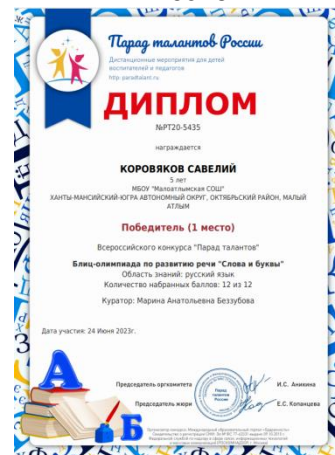 Парад талантов России
Дистанционные мероприятия для детей
воспитателей и педагогов
ДИПЛОМ
№РТ20-5435
награждается
КОРОВЯКОВ САВЕЛИЙ
5 лет
МБОУ "Малоатлымская СОШ"
ХАНТЫ-МАНСИЙСКИЙ-ЮГРА АВТОНОМНЫЙ ОКРУГ, ОКТЯБРЬСКИЙ РАЙОН, МАЛЫЙ
АТЛЫМ
Победитель (1 место)
Всероссийского конкурса "Парад талантов"
Блиц-олимпиада по развитию речи "Слова и буквы"
Область знаний: русский язык
Количество набранных баллов: 12 из 12
Куратор: Марина Анатольевна Беззубова
Дата участия: 24 Июня 2023г.
Председатель оргкомитета
И.С. Аникина
Парад
талантов
России
Председатель жюри
Е.С. Копанцева
А
Б